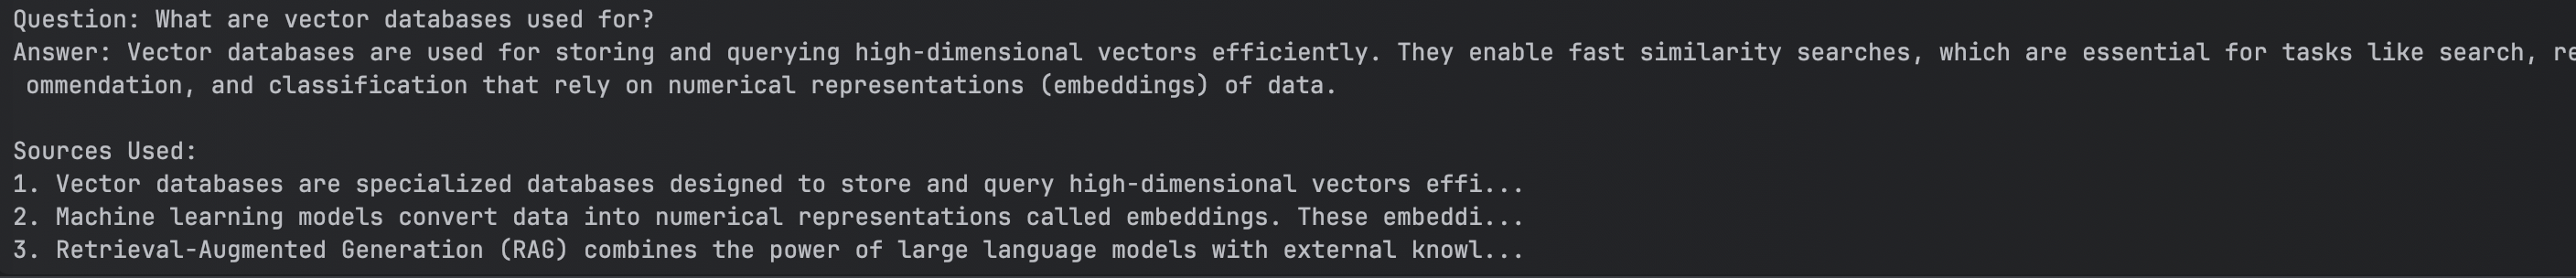 Question: What are vector databases used for?
Answer: Vector databases are used for storing and querying high-dimensional vectors efficiently. They enable fast similarity searches, which are essential for tasks like search, re
ommendation, and classification that rely on numerical representations (embeddings) of data.
Sources Used:
1. Vector databases are specialized databases designed to store and query high-dimensional vectors effi...
2. Machine learning models convert data into numerical representations called embeddings. These embeddi...
3. Retrieval-Augmented Generation (RAG) combines the power of large language models with external knowl...